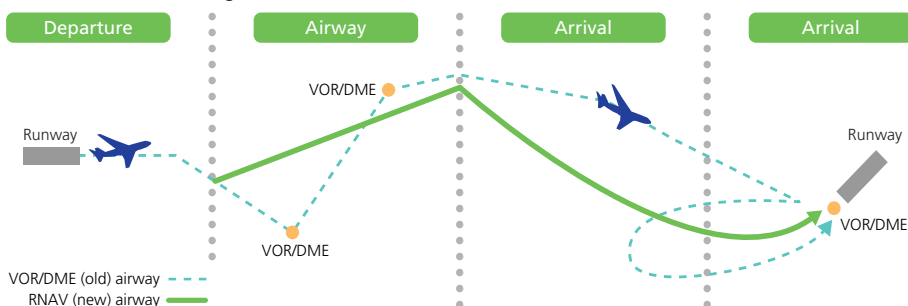 Departure
Airway
Arrival
Arrival
VOR/DME
Runway
Runway
VOR/DME
VOR/DME
VOR/DME (old) airway
RNAV (new) airway